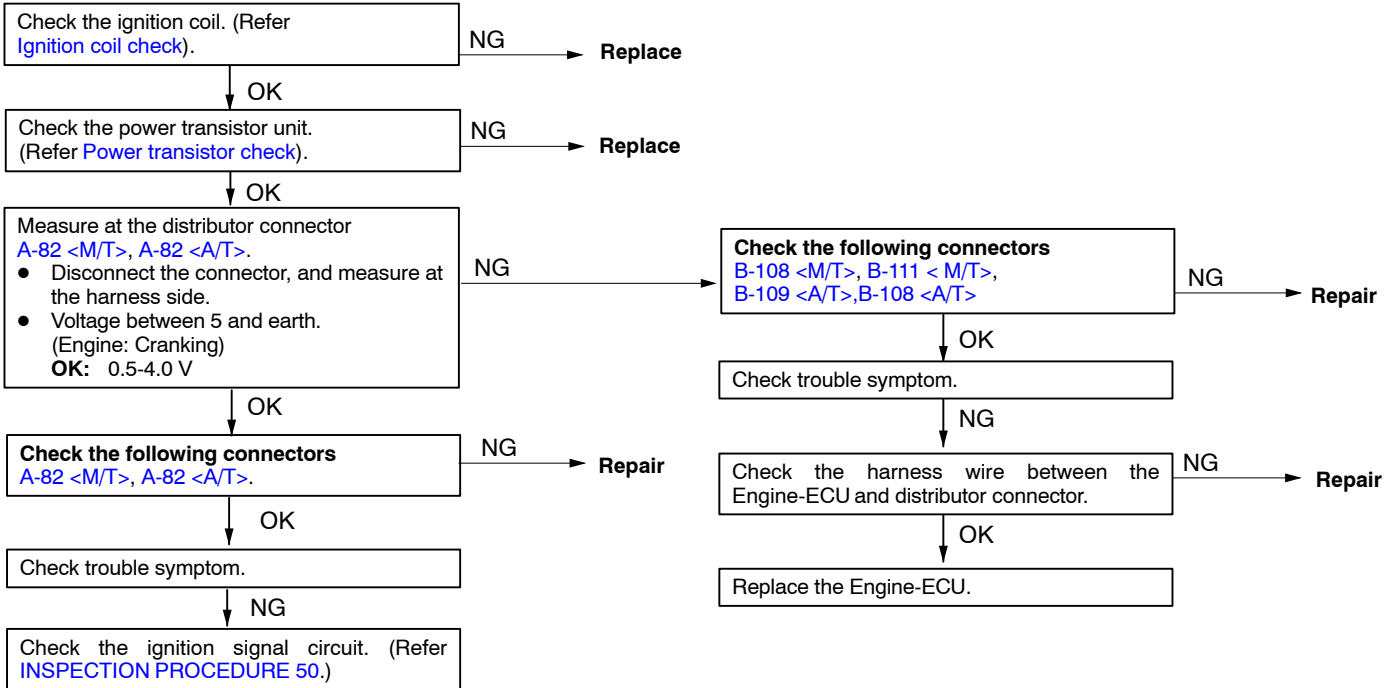 Check the ignition coil. (Refer
Ignition coil check).
NG
Replace
OK
Check the power transistor unit.
(Refer Power transistor check).
NG
Replace
OK
Measure at the distributor connector
A-82 <M/T>, A-82 <A/T>.
● Disconnect the connector, and measure at
the harness side.
● Voltage between 5 and earth.
(Engine: Cranking)
OK: 0.5-4.0 V
NG
OK
Check the following connectors
A-82 <M/T>, A-82 <A/T>.
NG
Repair
OK
Check trouble symptom.
NG
Check the ignition signal circuit. (Refer
INSPECTION PROCEDURE 50.)
Check the following connectors
B-108 <M/T>, B-111 < M/T>,
B-109 <A/T>,B-108 <A/T>
NG
Repair
OK
Check trouble symptom.
NG
Check the harness wire between the
Engine-ECU and distributor connector.
NG
Repair
OK
Replace the Engine-ECU.